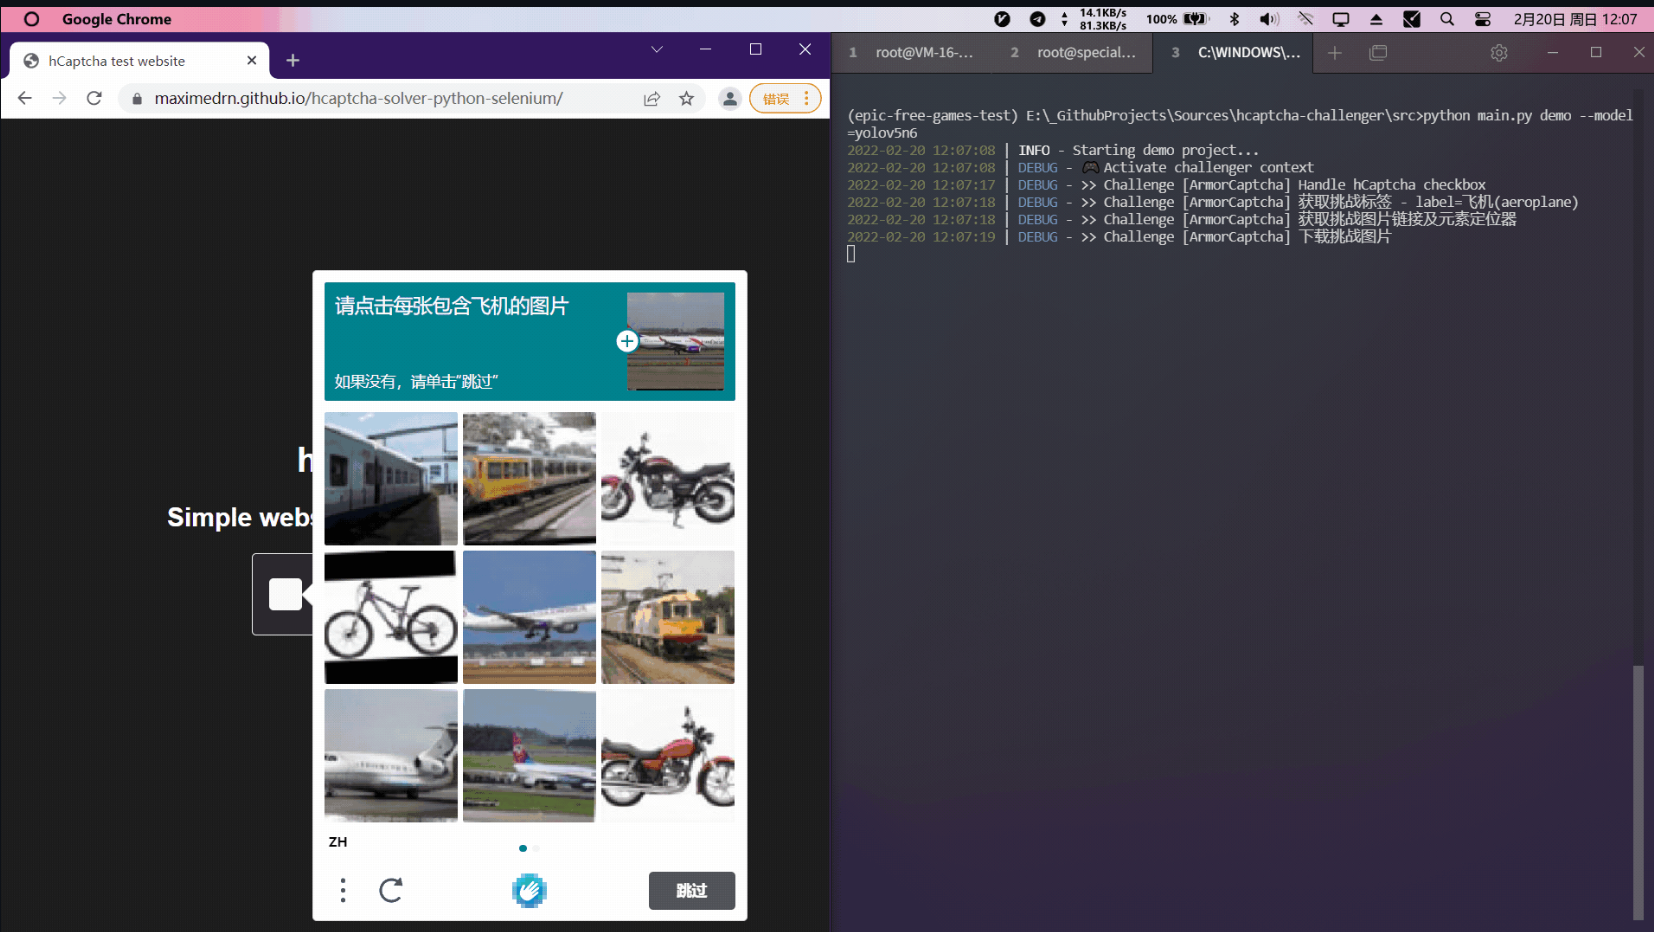 Google Chrome
14.1KB/s
81.3KB/s
100%
2月20日 周日 12:07
hCaptcha test website
maximedrn.github.io/hcaptcha-solver-python-selenium/
错误
1 root@VM-16-...
2 root@special...
3 C:\WINDOWS\...
(epic-free-games-test) E:\_GithubProjects\Sources\hcaptcha-challenger\src>python main.py demo --model
=yolov5n6
2022-02-20 12:07:08 | INFO - Starting demo project...
2022-02-20 12:07:08 | DEBUG - 🎮 Activate challenger context
2022-02-20 12:07:17 | DEBUG - >> Challenge [ArmorCaptcha] Handle hCaptcha checkbox
2022-02-20 12:07:18 | DEBUG - >> Challenge [ArmorCaptcha] 获取挑战标签 - label=飞机(aeroplane)
2022-02-20 12:07:18 | DEBUG - >> Challenge [ArmorCaptcha] 获取挑战图片链接及元素定位器
2022-02-20 12:07:19 | DEBUG - >> Challenge [ArmorCaptcha] 下载挑战图片
请点击每张包含飞机的图片
如果没有，请单击"跳过"
h
Simple webs
ZH
跳过